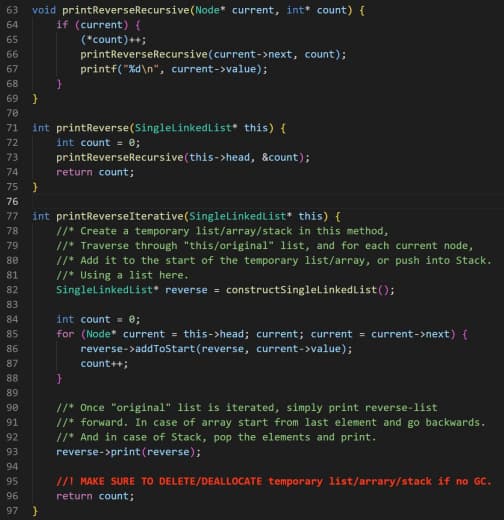 63 void printReverseRecursive(Node* current, int* count) {
64     if (current) {
65         (*count)++;
66         printReverseRecursive(current->next, count);
67         printf("%d\n", current->value);
68     }
69 }
70
71 int printReverse(SingleLinkedList* this) {
72     int count = 0;
73     printReverseRecursive(this->head, &count);
74     return count;
75 }
76
77 int printReverseIterative(SingleLinkedList* this) {
78     //* Create a temporary list/array/stack in this method,
79     //* Traverse through "this/original" list, and for each current node,
80     //* Add it to the start of the temporary list/array, or push into Stack.
81     //* Using a list here.
82     SingleLinkedList* reverse = constructSingleLinkedList();
83
84     int count = 0;
85     for (Node* current = this->head; current; current = current->next) {
86         reverse->addToStart(reverse, current->value);
87         count++;
88     }
89
90     //* Once "original" list is iterated, simply print reverse-list
91     //* forward. In case of array start from last element and go backwards.
92     //* And in case of Stack, pop the elements and print.
93     reverse->print(reverse);
94
95     //! MAKE SURE TO DELETE/DEALLOCATE temporary list/arrary/stack if no GC.
96     return count;
97 }